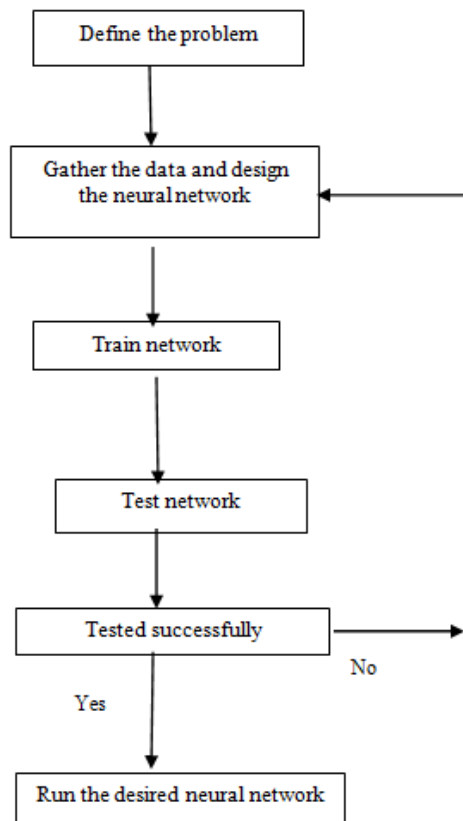 Define the problem
Gather the data and design
the neural network
Train network
Test network
Tested successfully
No
Yes
Run the desired neural network